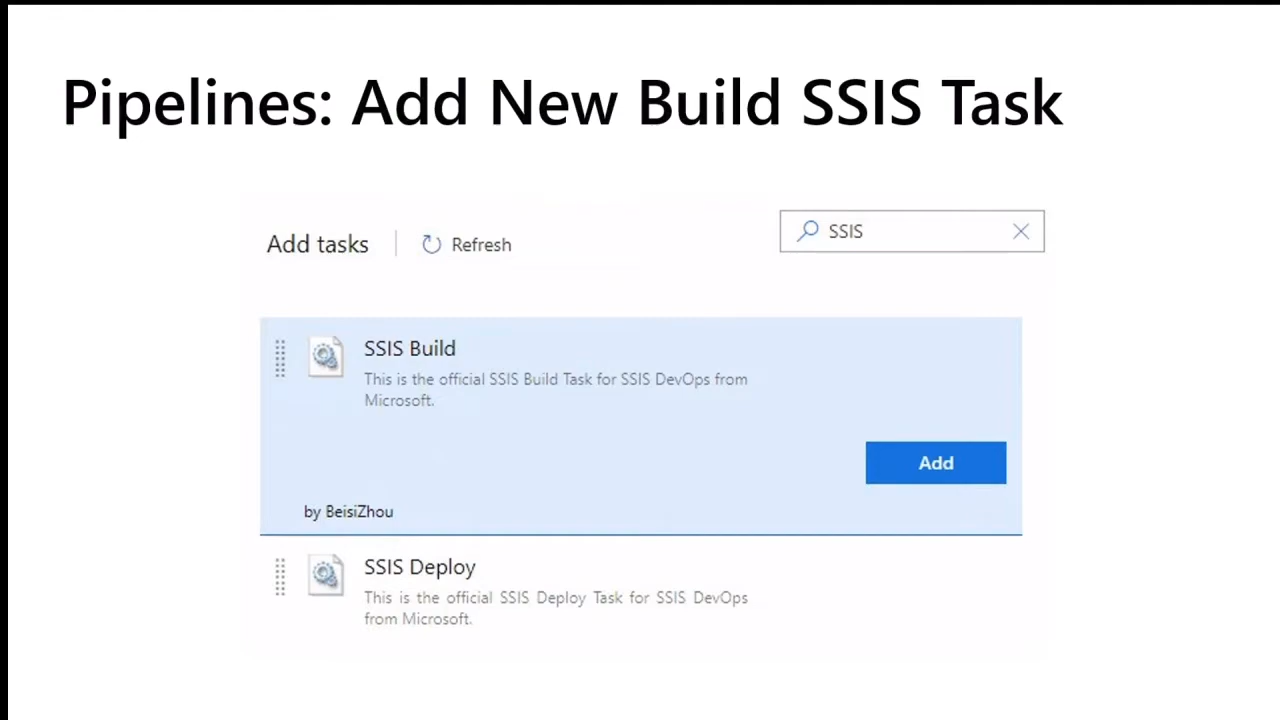 Pipelines: Add New Build SSIS Task
Add tasks
Refresh
SSIS
SSIS Build
This is the official SSIS Build Task for SSIS DevOps from
Microsoft.
Add
by BeisiZhou
SSIS Deploy
This is the official SSIS Deploy Task for SSIS DevOps
from Microsoft.